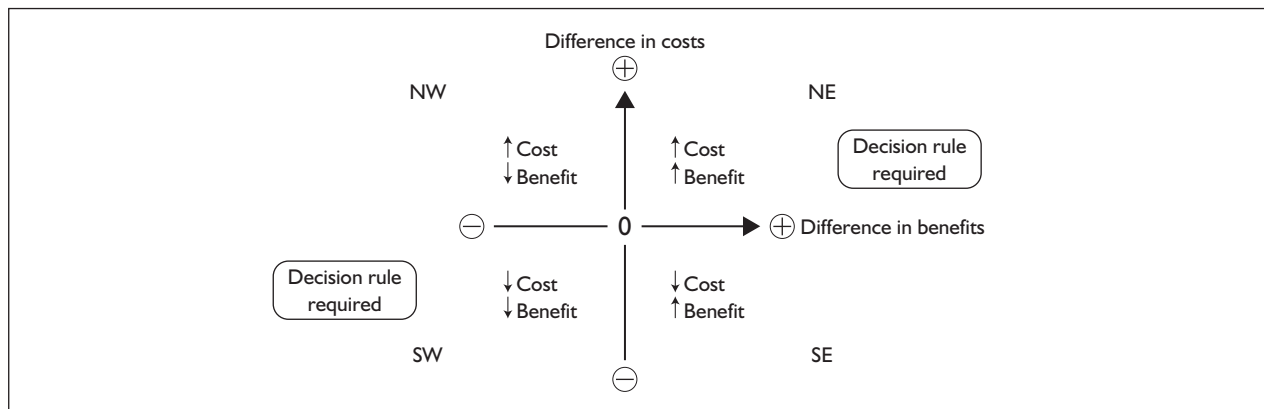 Difference in costs
+
NW
NE
↑ Cost
↓ Benefit
↑ Cost
↑ Benefit
Decision rule
required
−
0
+ Difference in benefits
Decision rule
required
↓ Cost
↓ Benefit
↓ Cost
↑ Benefit
SW
SE
−